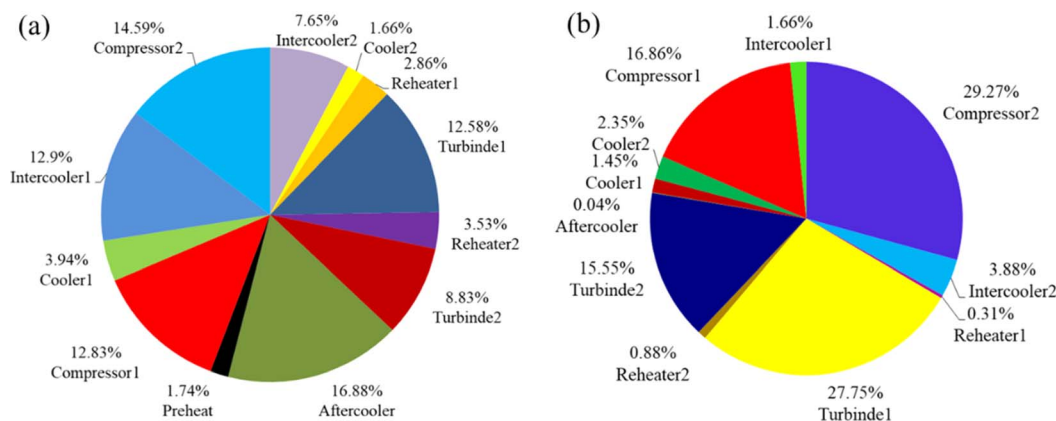 (a)
7.65%
Intercooler2
1.66%
Cooler2
2.86%
Reheater1
12.58%
Turbinde1
3.53%
Reheater2
8.83%
Turbinde2
16.88%
Aftercooler
1.74%
Preheat
12.83%
Compressor1
3.94%
Cooler1
12.9%
Intercooler1
14.59%
Compressor2
(b)
1.66%
Intercooler1
29.27%
Compressor2
3.88%
Intercooler2
0.31%
Reheater1
27.75%
Turbinde1
0.88%
Reheater2
15.55%
Turbinde2
0.04%
Aftercooler
1.45%
Cooler1
2.35%
Cooler2
16.86%
Compressor1